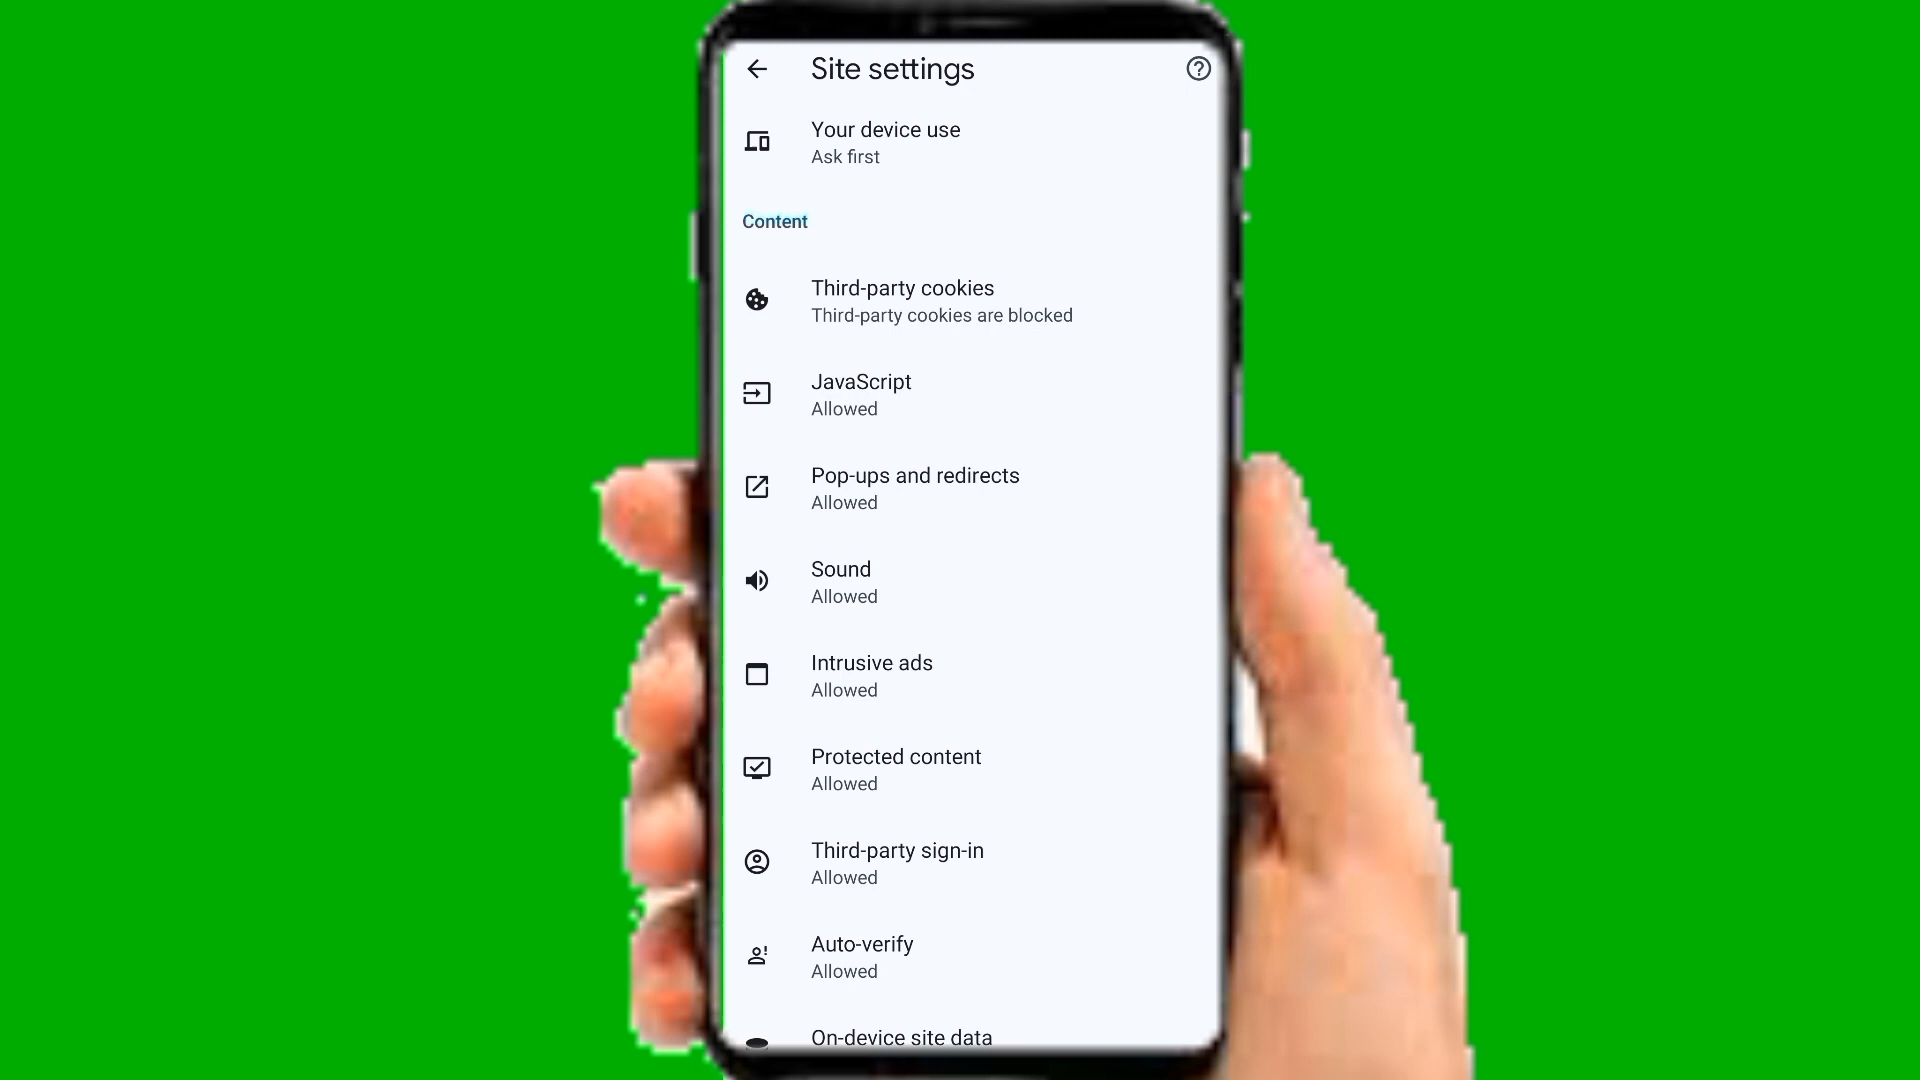 Site settings
Your device use
Ask first
Content
Third-party cookies
Third-party cookies are blocked
JavaScript
Allowed
Pop-ups and redirects
Allowed
Sound
Allowed
Intrusive ads
Allowed
Protected content
Allowed
Third-party sign-in
Allowed
Auto-verify
Allowed
On-device site data